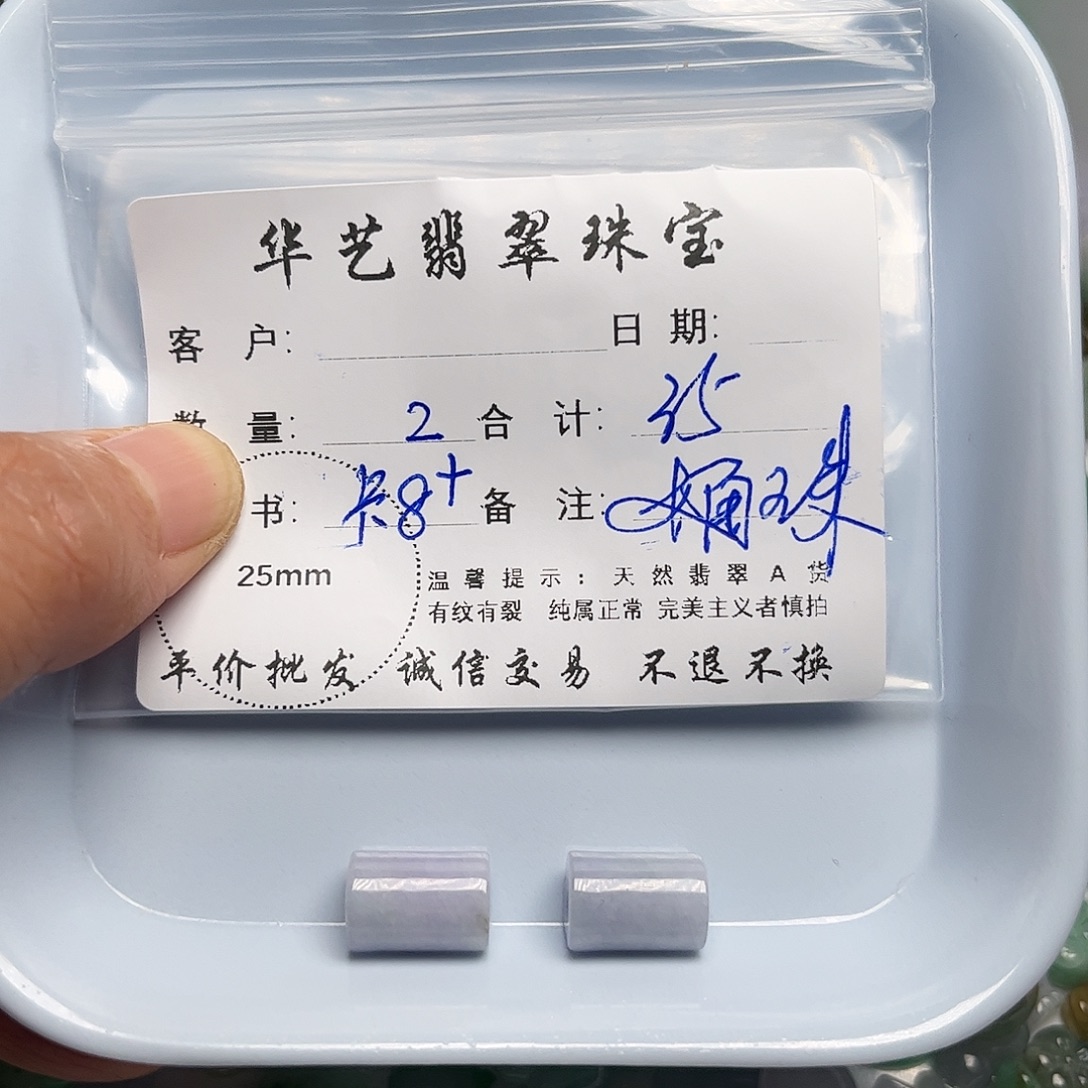 华艺翡翠珠宝
客 户: 日 期:
数 量: 2 合 计:
书: 卡8+ 备 注: 桶珠
25mm 温馨提示: 天然翡翠A货
有纹有裂 纯属正常 完美主义者慎拍
平价批发 诚信交易 不退不换